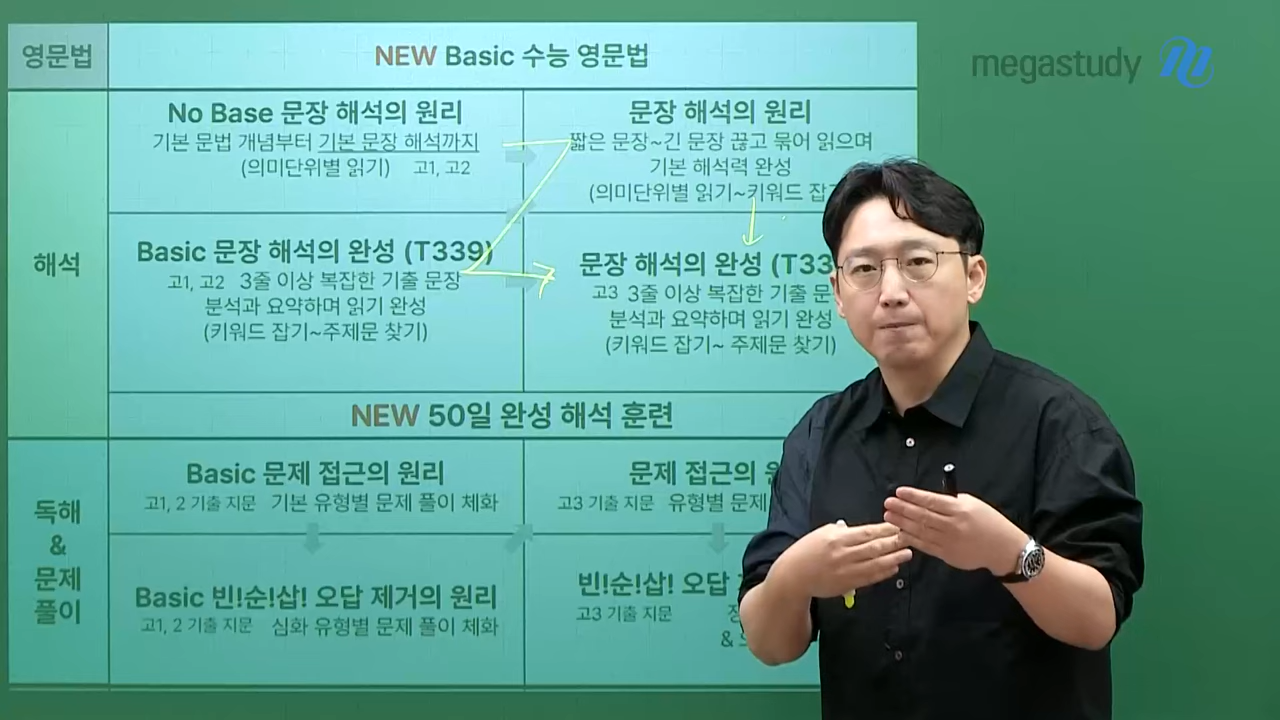 영문법
NEW Basic 수능 영문법
megastudy
해석
No Base 문장 해석의 원리
기본 문법 개념부터 기본 문장 해석까지
(의미단위별 읽기) 고1, 고2
문장 해석의 원리
짧은 문장~긴 문장 끊고 묶어 읽으며
기본 해석력 완성
(의미단위별 읽기~키워드
Basic 문장 해석의 완성 (T339)
고1, 고2 3줄 이상 복잡한 기출 문장
분석과 요약하며 읽기 완성
(키워드 잡기~주제문 찾기)
문장 해석의 완성
고3 3줄 이상 복잡한 기출
분석과 요약하며 읽기 완성
(키워드 잡기~ 주제문 찾기)
NEW 50일 완성 해석 훈련
독해
&
문제
풀이
Basic 문제 접근의 원리
고1, 2 기출 지문 기본 유형별 문제 풀이 체화
문제 접근의
고3 기출 지문 유형별 문제
Basic 빈!순!삽! 오답 제거의 원리
고1, 2 기출 지문 심화 유형별 문제 풀이 체화
빈!순!삽! 오답
고3 기출 지문
&